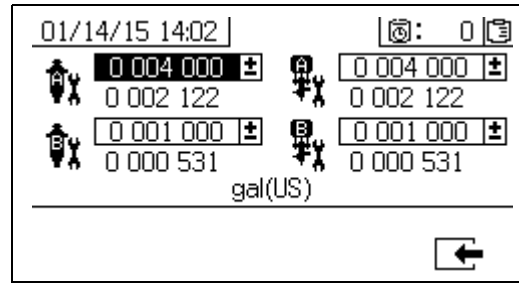 01/14/15 14:02 : 0
A 0 004 000 ± A 0 004 000 ±
0 002 122 0 002 122
B 0 001 000 ± B 0 001 000 ±
0 000 531 0 000 531
gal(US)